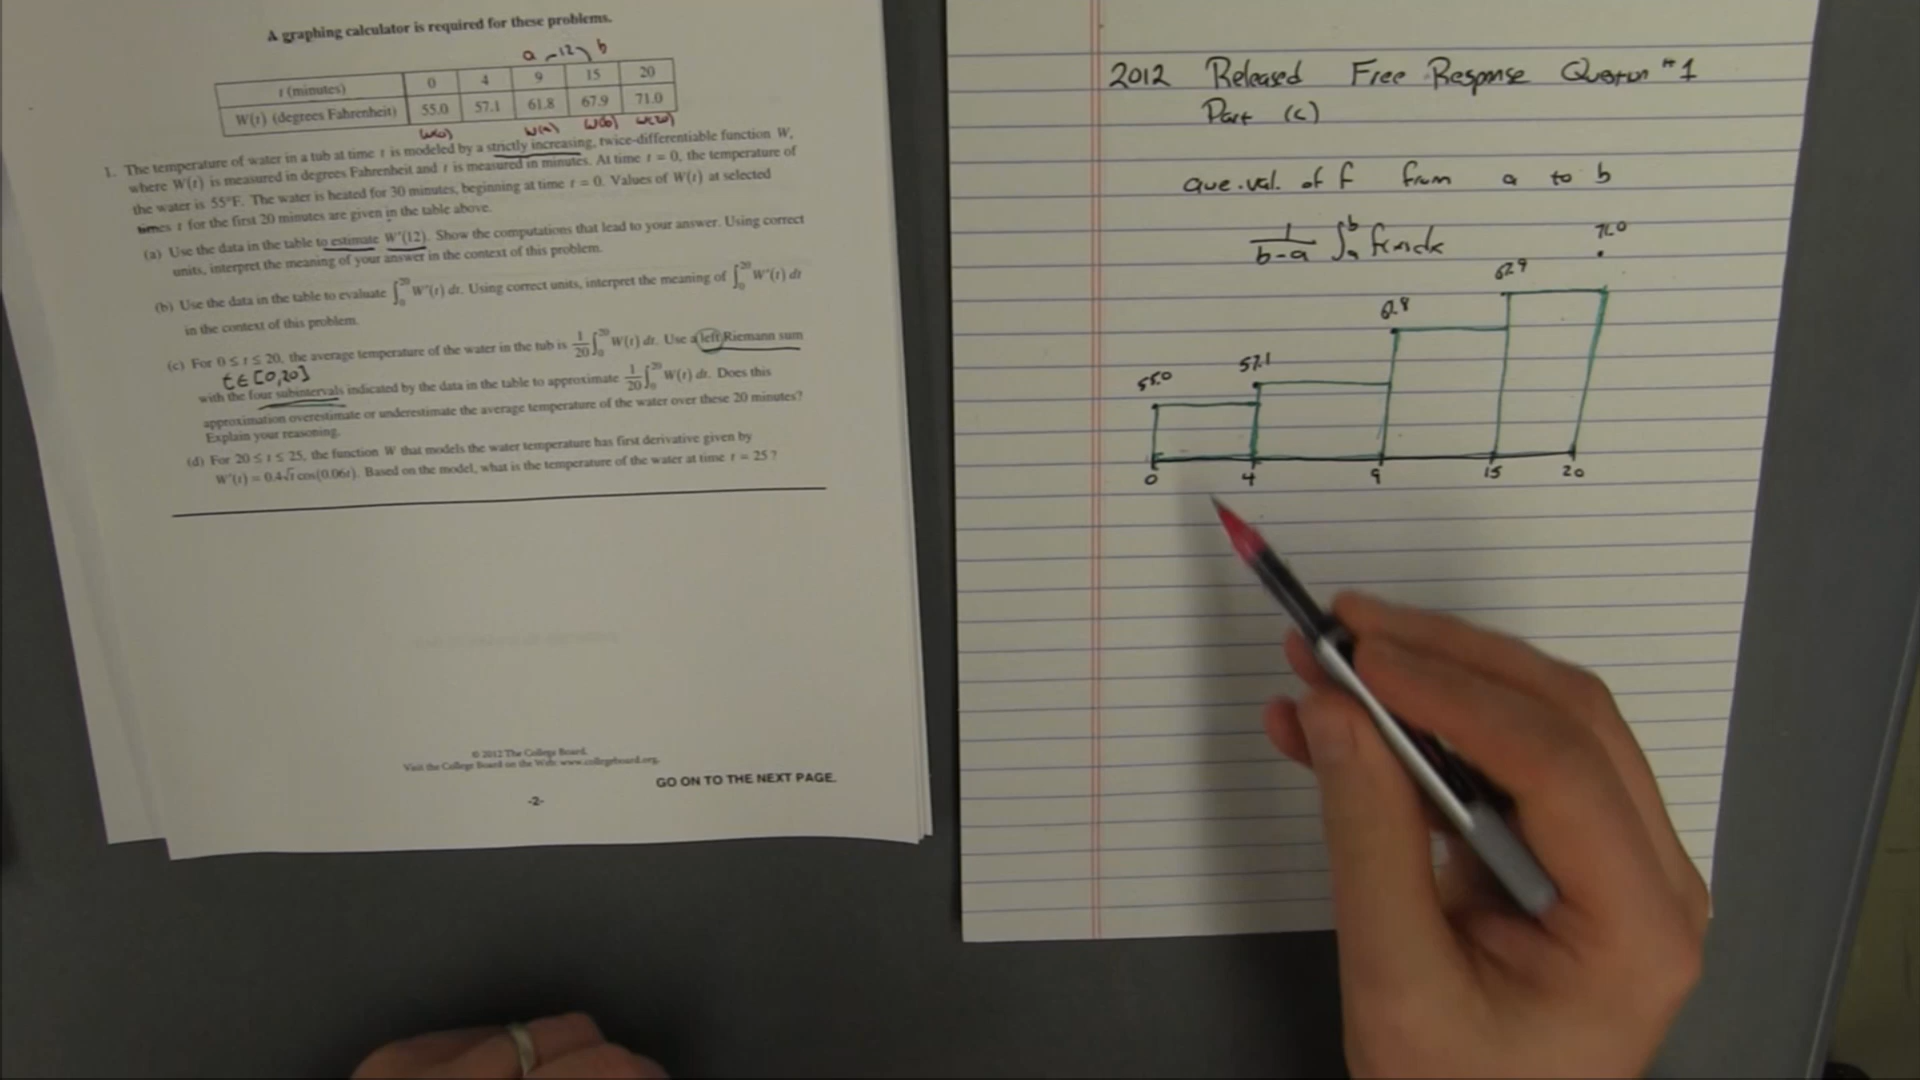 A graphing calculator is required for these problems.
a 12 b
t (minutes) 0 4 9 15 20
W(t) (degrees Fahrenheit) 55.0 57.1 61.8 67.9 71.0
W(0) W(a) W(b) W(20)
1. The temperature of water in a tub at time t is modeled by a strictly increasing, twice-differentiable function W,
where W(t) is measured in degrees Fahrenheit and t is measured in minutes. At time t = 0, the temperature of
the water is 55°F. The water is heated for 30 minutes, beginning at time t = 0. Values of W(t) at selected
times t for the first 20 minutes are given in the table above.
(a) Use the data in the table to estimate W'(12). Show the computations that lead to your answer. Using correct
units, interpret the meaning of your answer in the context of this problem.
(b) Use the data in the table to evaluate ∫₀²⁰ W'(t) dt. Using correct units, interpret the meaning of ∫₀²⁰ W'(t) dt
in the context of this problem.
(c) For 0 ≤ t ≤ 20, the average temperature of the water in the tub is 1/20 ∫₀²⁰ W(t) dt. Use a left Riemann sum
t∈[0,20]
with the four subintervals indicated by the data in the table to approximate 1/20 ∫₀²⁰ W(t) dt. Does this
approximation overestimate or underestimate the average temperature of the water over these 20 minutes?
Explain your reasoning.
(d) For 20 ≤ t ≤ 25, the function W that models the water temperature has first derivative given by
W'(t) = 0.4√t cos(0.06t). Based on the model, what is the temperature of the water at time t = 25?
© 2012 The College Board.
Visit the College Board on the Web: www.collegeboard.org.
GO ON TO THE NEXT PAGE.
-2-
2012 Released Free Response Question #1
Part (c)
ave. val. of f from a to b
1/(b-a) ∫ₐᵇ f(x)dx
71.0
67.9
61.8
57.1
55.0
0 4 9 15 20